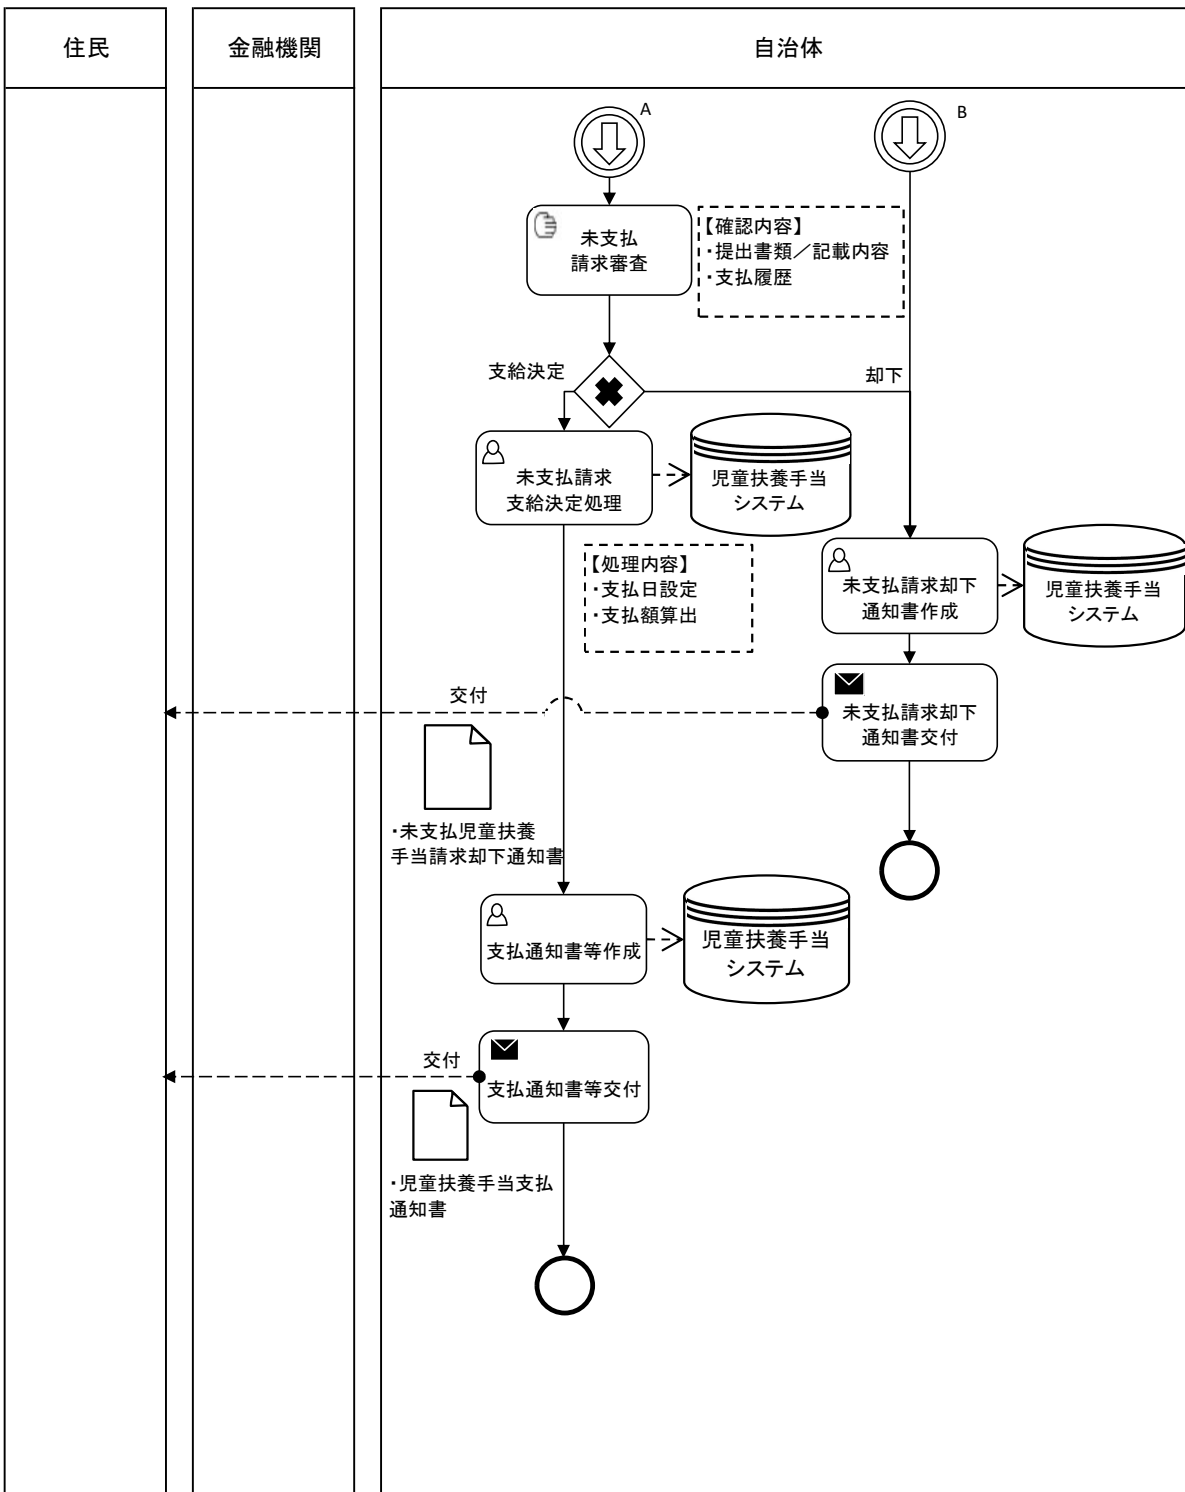 住民
金融機関
自治体
A
B
未支払
請求審査
【確認内容】
・提出書類／記載内容
・支払履歴
支給決定
却下
未支払請求
支給決定処理
児童扶養手当
システム
【処理内容】
・支払日設定
・支払額算出
未支払請求却下
通知書作成
児童扶養手当
システム
交付
未支払請求却下
通知書交付
・未支払児童扶養
手当請求却下通知書
支払通知書等作成
児童扶養手当
システム
交付
支払通知書等交付
・児童扶養手当支払
通知書